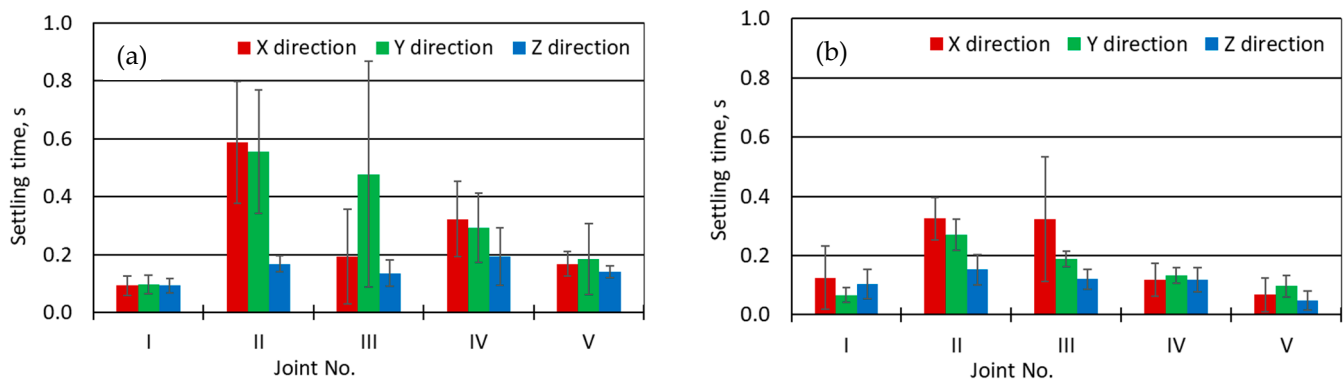 1.0
(a)
X direction Y direction Z direction
0.8
0.6
0.4
0.2
0.0
Settling time, s
I II III IV V
Joint No.
1.0
(b)
X direction Y direction Z direction
0.8
0.6
0.4
0.2
0.0
Settling time, s
I II III IV V
Joint No.